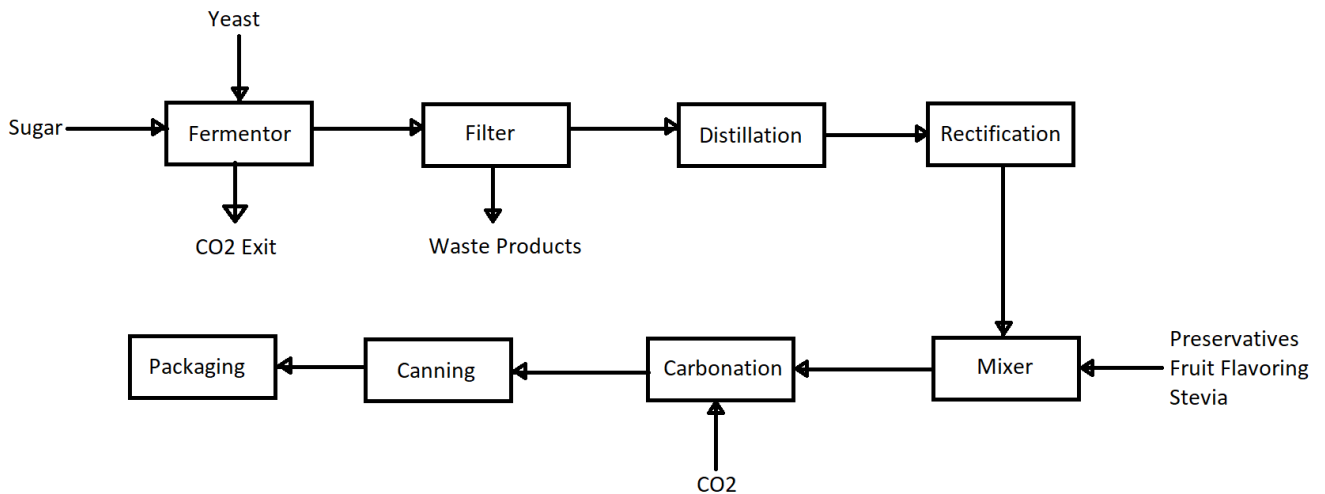 Yeast
Sugar
Fermentor
Filter
Distillation
Rectification
CO2 Exit
Waste Products
Packaging
Canning
Carbonation
Mixer
Preservatives
Fruit Flavoring
Stevia
CO2